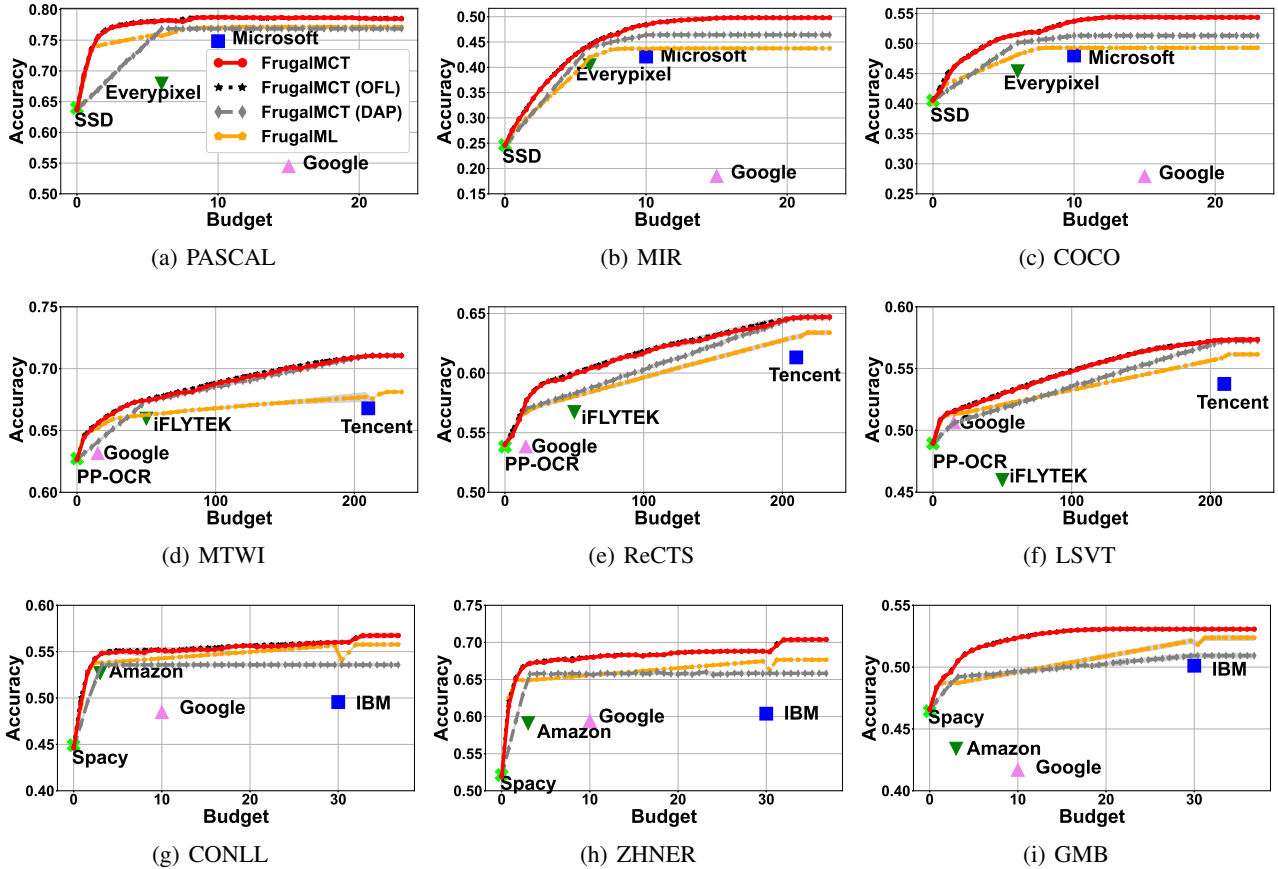 0.80
0.75
0.70
0.65
0.60
0.55
0.50
Accuracy
0 10 20
Budget
SSD
Everypixel
Microsoft
Google
FrugalMCT
FrugalMCT (OFL)
FrugalMCT (DAP)
FrugalML
(a) PASCAL
0.50
0.45
0.40
0.35
0.30
0.25
0.20
0.15
Accuracy
0 10 20
Budget
SSD
Everypixel
Microsoft
Google
(b) MIR
0.55
0.50
0.45
0.40
0.35
0.30
0.25
Accuracy
0 10 20
Budget
SSD
Everypixel
Microsoft
Google
(c) COCO
0.75
0.70
0.65
0.60
Accuracy
0 100 200
Budget
PP-OCR
Google
iFLYTEK
Tencent
(d) MTWI
0.65
0.60
0.55
0.50
Accuracy
0 100 200
Budget
PP-OCR
Google
iFLYTEK
Tencent
(e) ReCTS
0.60
0.55
0.50
0.45
Accuracy
0 100 200
Budget
PP-OCR
Google
iFLYTEK
Tencent
(f) LSVT
0.60
0.55
0.50
0.45
0.40
Accuracy
0 10 20 30
Budget
Spacy
Amazon
Google
IBM
(g) CONLL
0.75
0.70
0.65
0.60
0.55
0.50
Accuracy
0 10 20 30
Budget
Spacy
Amazon
Google
IBM
(h) ZHNER
0.55
0.50
0.45
0.40
Accuracy
0 10 20 30
Budget
Spacy
Amazon
Google
IBM
(i) GMB